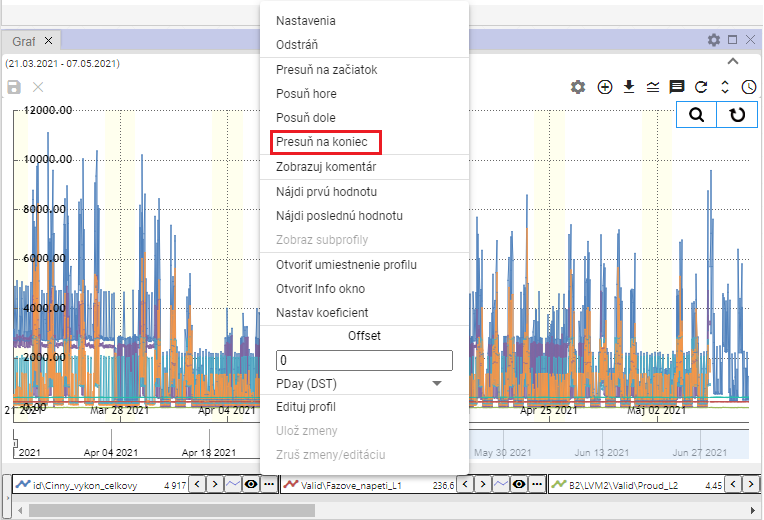 Graf
(21.03.2021 - 07.05.2021)
Nastavenia
Odstráň
Presuň na začiatok
Posuň hore
Posuň dole
Presuň na koniec
Zobrazuj komentár
Nájdi prvú hodnotu
Nájdi poslednú hodnotu
Zobraz subprofily
Otvoriť umiestnenie profilu
Otvoriť Info okno
Nastav koeficient
Offset
0
PDay (DST)
Edituj profil
Ulož zmeny
Zruš zmeny/editáciu
12000.00
10000.00
8000.00
6000.00
4000.00
2000.00
0.00
2021 Mar 28 2021 Apr 04 2021 Apr 25 2021 Máj 02 2021
2021 Apr 04 2021 Apr 18 2021 May 30 2021 Jun 13 2021 Jun 27 2021
id\Cinny_vykon_celkovy 4 917 Valid\Fazove_napeti_L1 236,6 B2\LVM2\Valid\Proud_L2 4,45